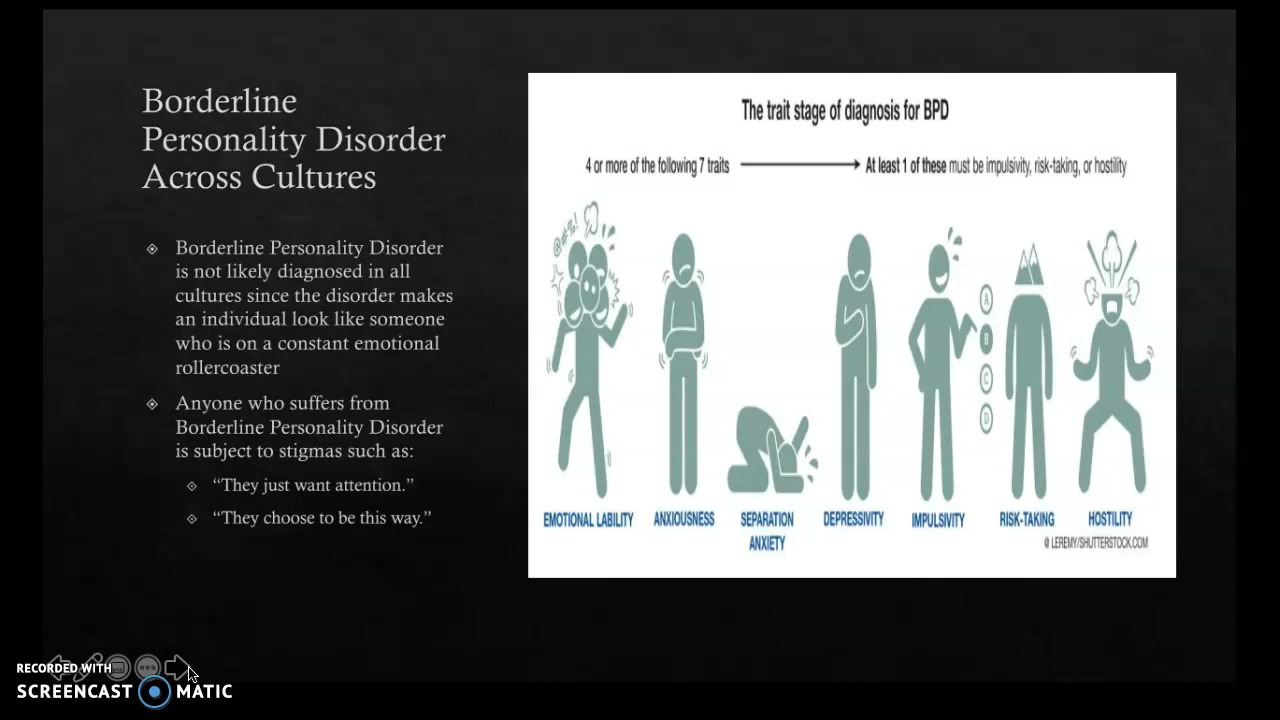 Borderline
Personality Disorder
Across Cultures
Borderline Personality Disorder
is not likely diagnosed in all
cultures since the disorder makes
an individual look like someone
who is on a constant emotional
rollercoaster
Anyone who suffers from
Borderline Personality Disorder
is subject to stigmas such as:
“They just want attention.”
“They choose to be this way.”
The trait stage of diagnosis for BPD
4 or more of the following 7 traits
At least 1 of these must be impulsivity, risk-taking, or hostility
@#%!
A
B
C
D
EMOTIONAL LABILITY
ANXIOUSNESS
SEPARATION
ANXIETY
DEPRESSIVITY
IMPULSIVITY
RISK-TAKING
HOSTILITY
@ LEREMY/SHUTTERSTOCK.COM
RECORDED WITH
SCREENCAST MATIC